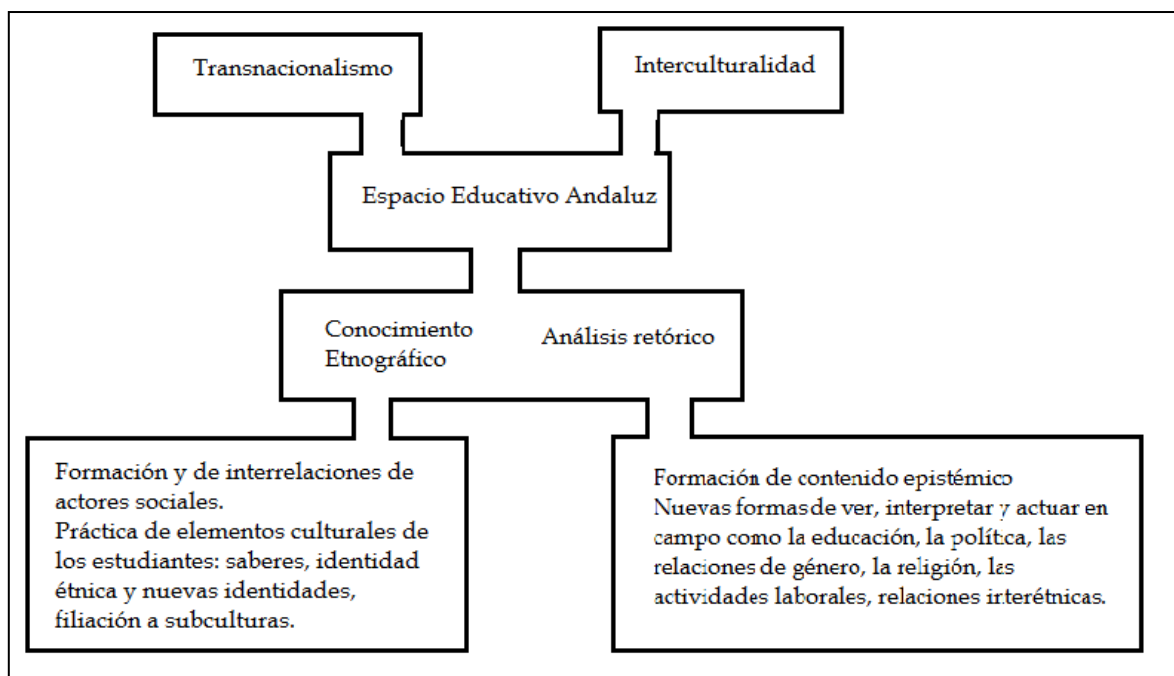 Transnacionalismo
Interculturalidad
Espacio Educativo Andaluz
Conocimiento
Etnográfico
Análisis retórico
Formación y de interrelaciones de
actores sociales.
Práctica de elementos culturales de
los estudiantes: saberes, identidad
étnica y nuevas identidades,
filiación a subculturas.
Formación de contenido epistémico
Nuevas formas de ver, interpretar y actuar en
campo como la educación, la política, las
relaciones de género, la religión, las
actividades laborales, relaciones interétnicas.